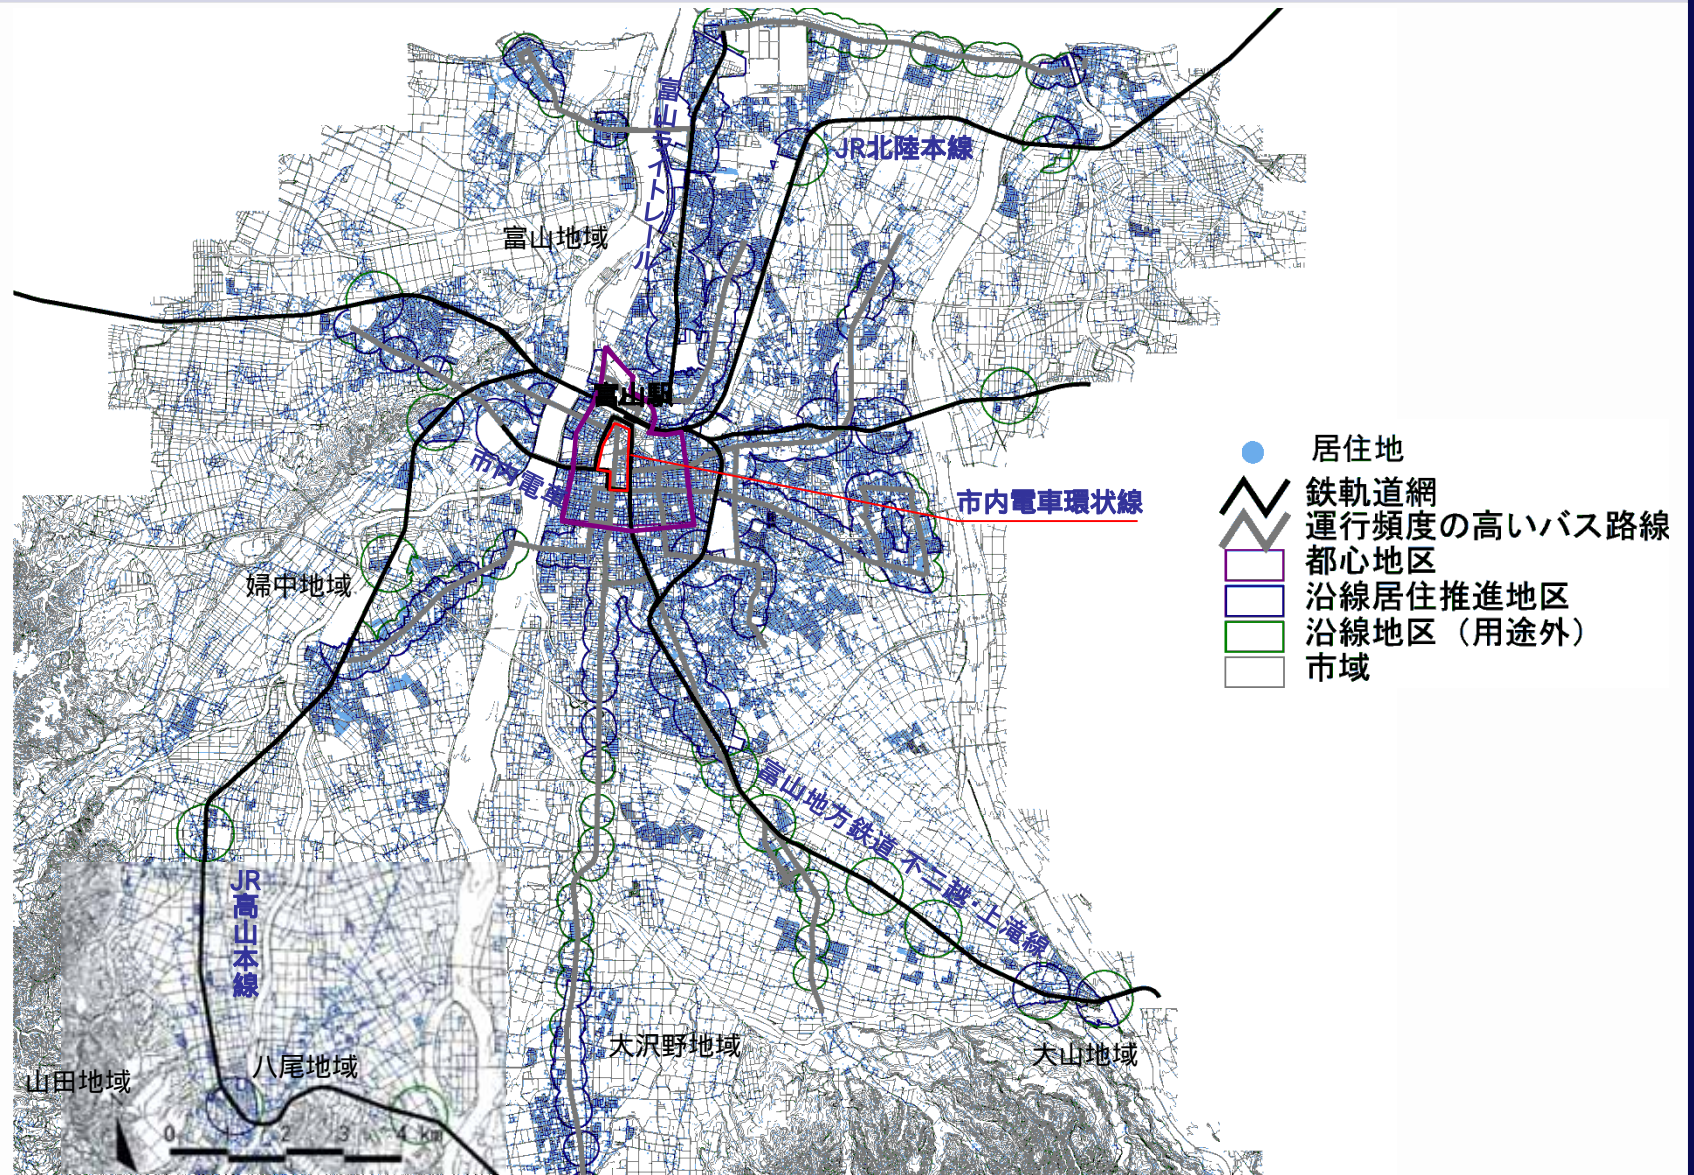 富山ライトレール
JR北陸本線
富山地域
富山駅
市内電車
市内電車環状線
婦中地域
富山地方鉄道 不二越・上滝線
JR高山本線
八尾地域
山田地域
大沢野地域
大山地域
0 1 2 3 4 km
居住地
鉄軌道網
運行頻度の高いバス路線
都心地区
沿線居住推進地区
沿線地区（用途外）
市域